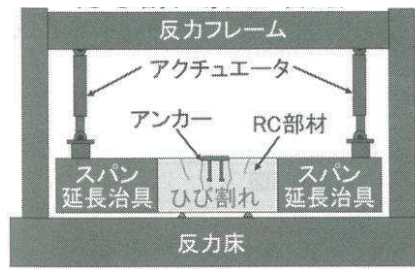 反力フレーム
アクチュエータ
アンカー
RC部材
スパン
延長治具
ひび割れ
スパン
延長治具
反力床